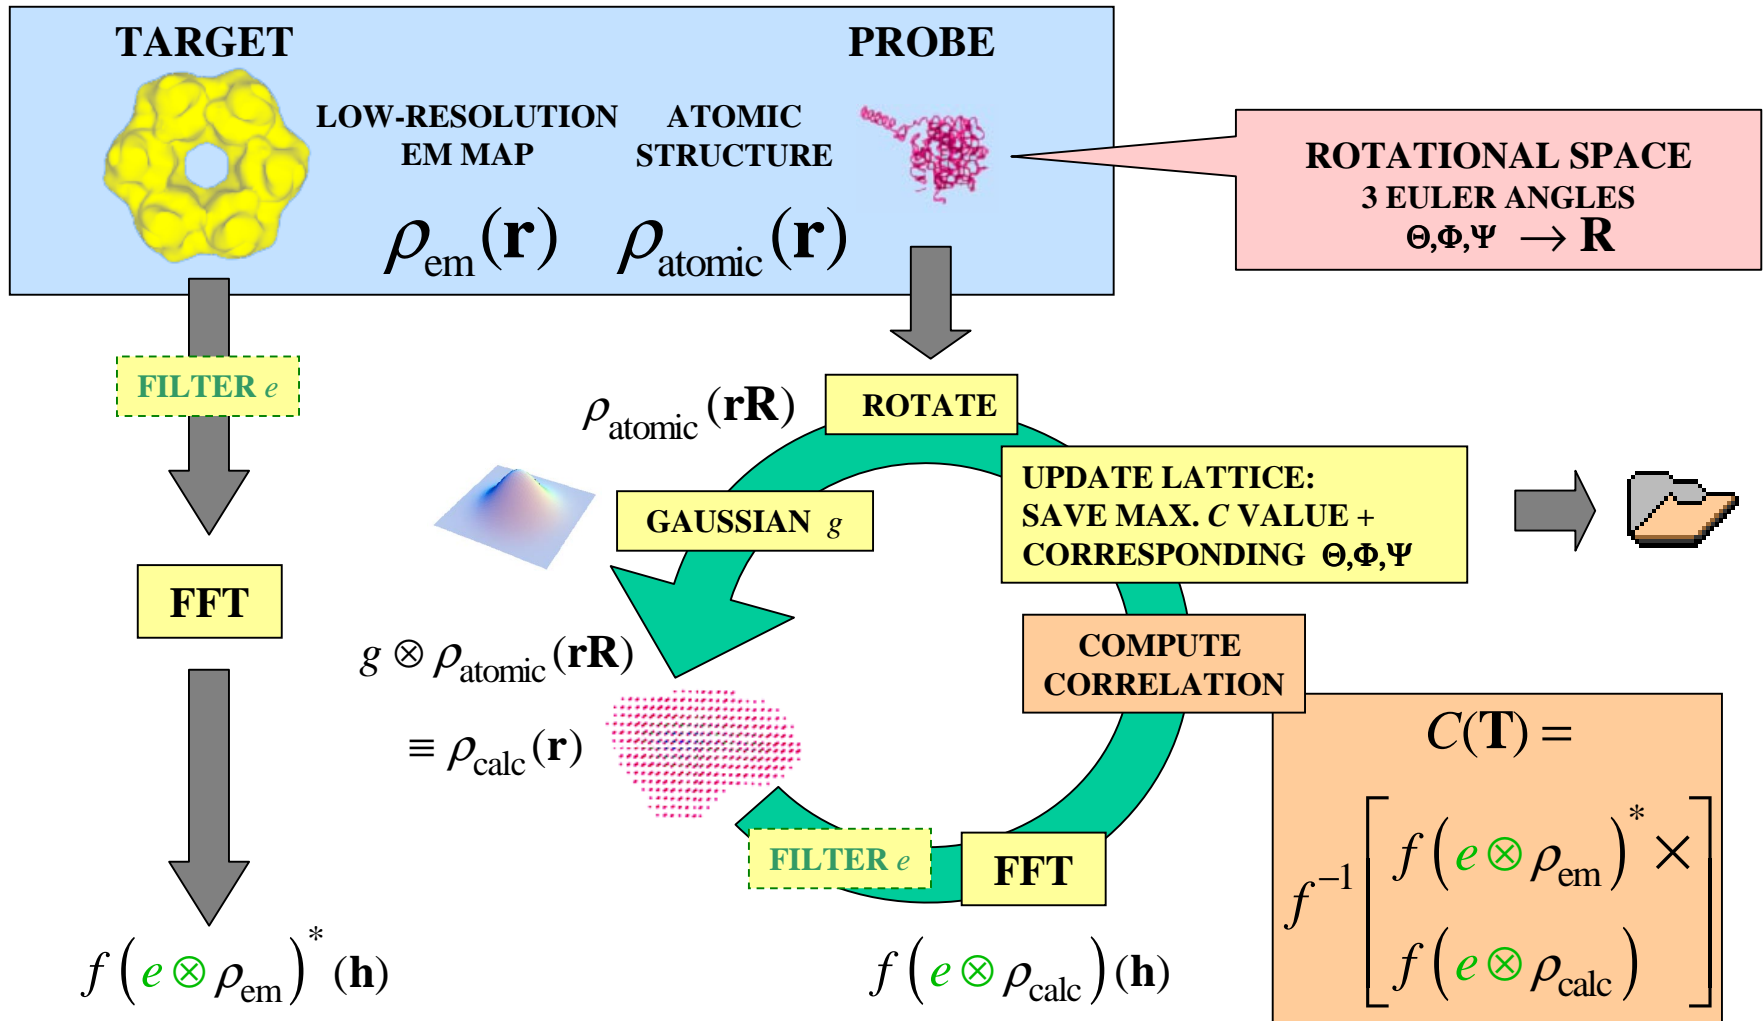 TARGET
PROBE
LOW-RESOLUTION
EM MAP
ATOMIC
STRUCTURE
ρem(r)
ρatomic(r)
ROTATIONAL SPACE
3 EULER ANGLES
Θ,Φ,Ψ → R
FILTER e
FFT
f(e ⊗ ρem)*(h)
ρatomic(rR)
ROTATE
GAUSSIAN g
g ⊗ ρatomic(rR)
≡ ρcalc(r)
FILTER e
FFT
f(e ⊗ ρcalc)(h)
UPDATE LATTICE:
SAVE MAX. C VALUE +
CORRESPONDING Θ,Φ,Ψ
COMPUTE
CORRELATION
C(T) =
f⁻¹[f(e ⊗ ρem)* ×
f(e ⊗ ρcalc)]